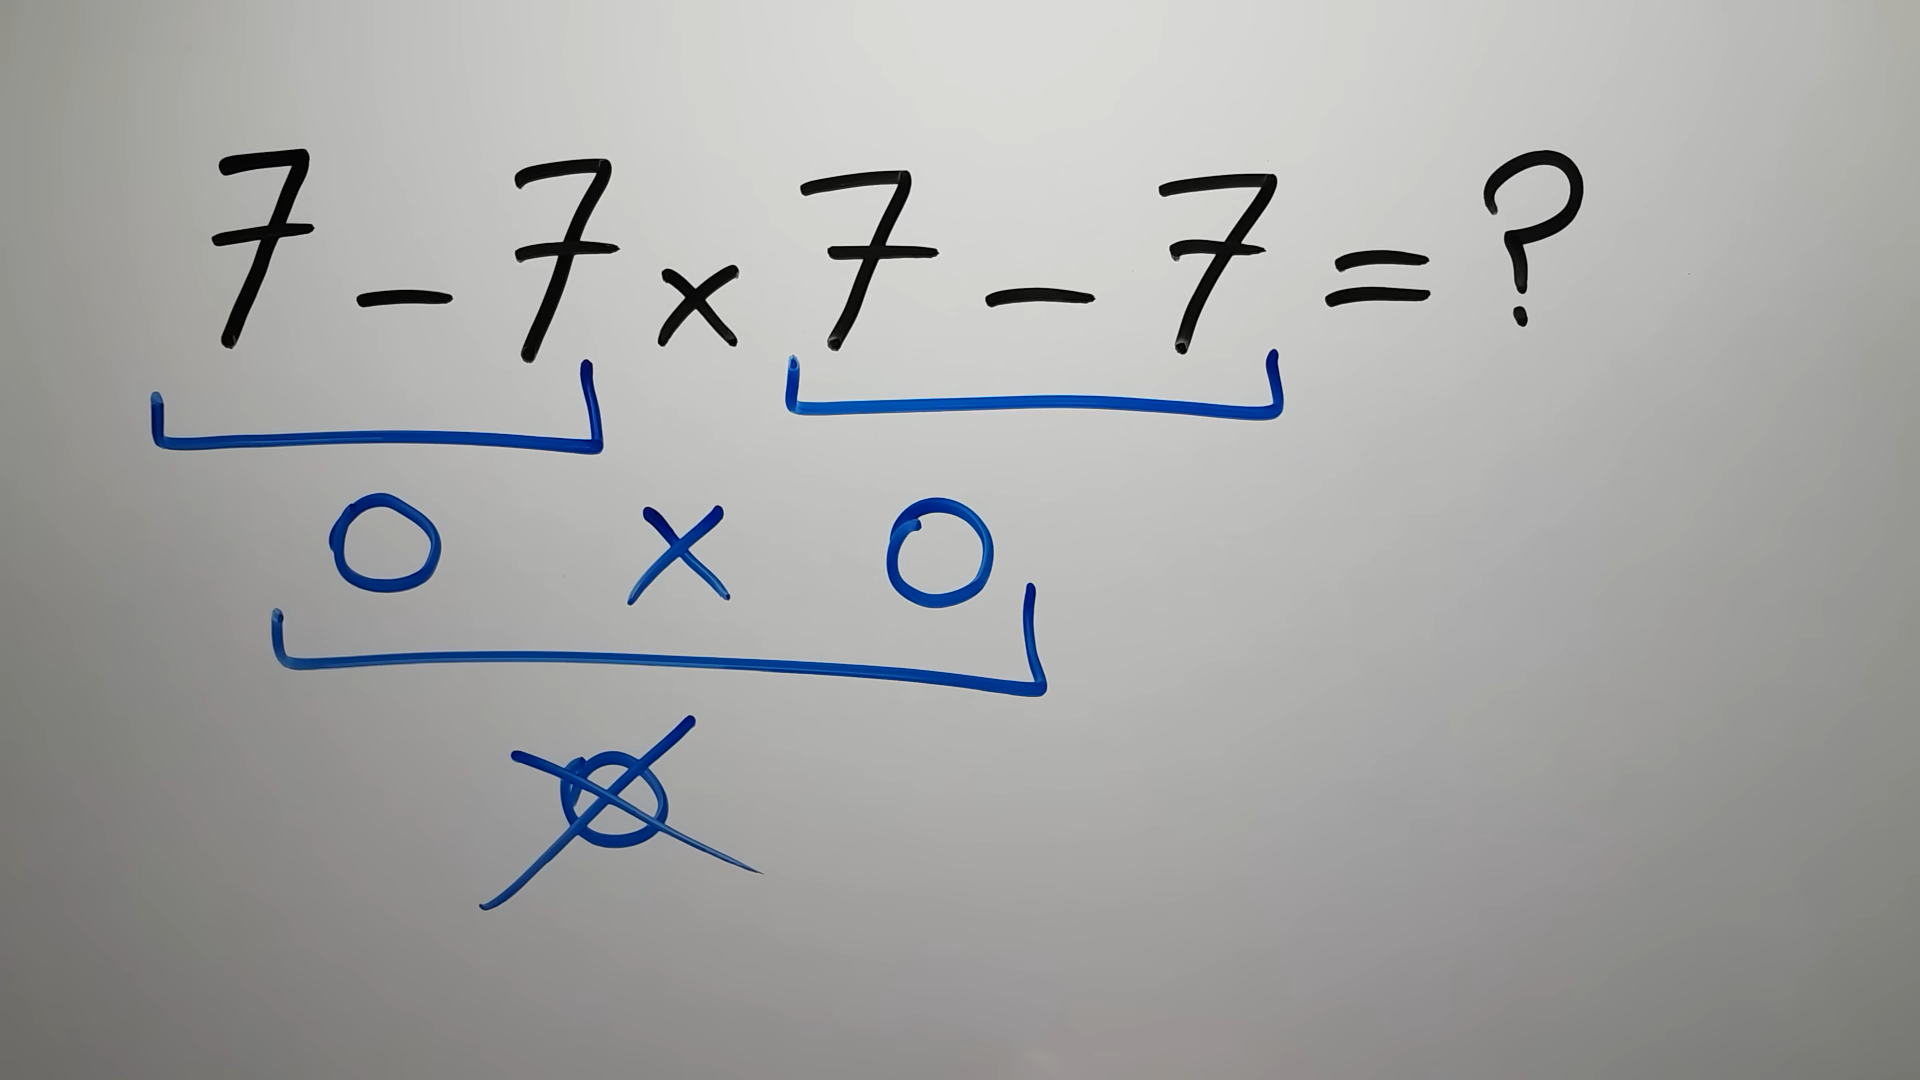 7 - 7 × 7 - 7 = ?
0 × 0
0